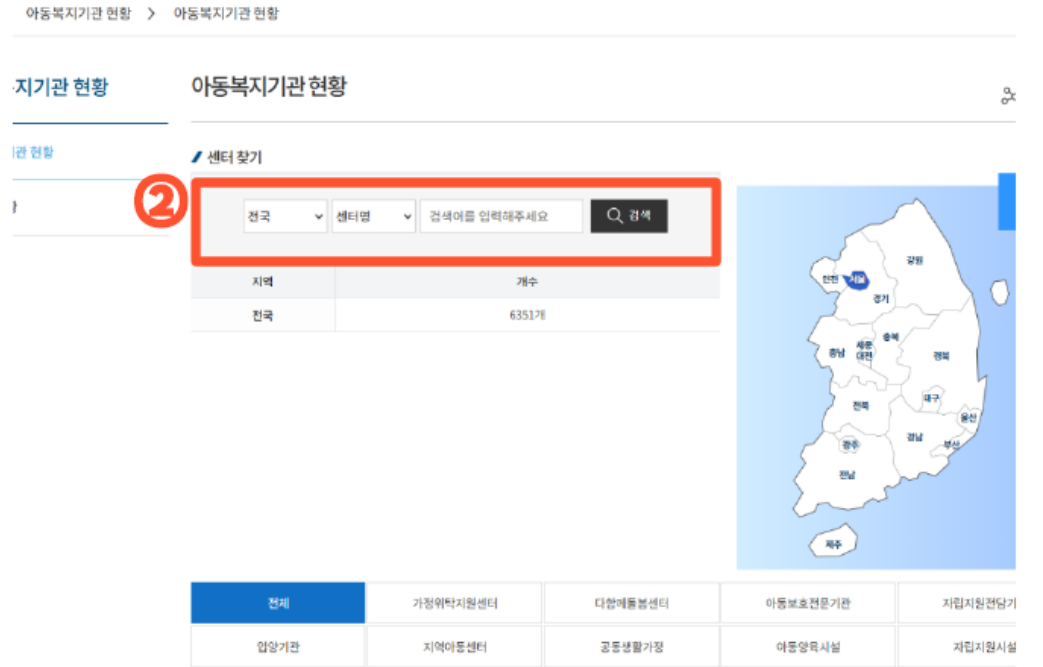 아동복지기관 현황 > 아동복지기관 현황
지기관 현황
아동복지기관 현황
관 현황
센터 찾기
②
전국 센터명 검색어를 입력해주세요 검색
지역 개수
전국 6351개
강원
인천 서울
경기
충북
충남 세종
대전 경북
전북 대구
울산
광주 경남 부산
전남
제주
전체 가정위탁지원센터 다함께돌봄센터 아동보호전문기관 자립지원전담기
입양기관 지역아동센터 공동생활가정 아동양육시설 자립지원시설